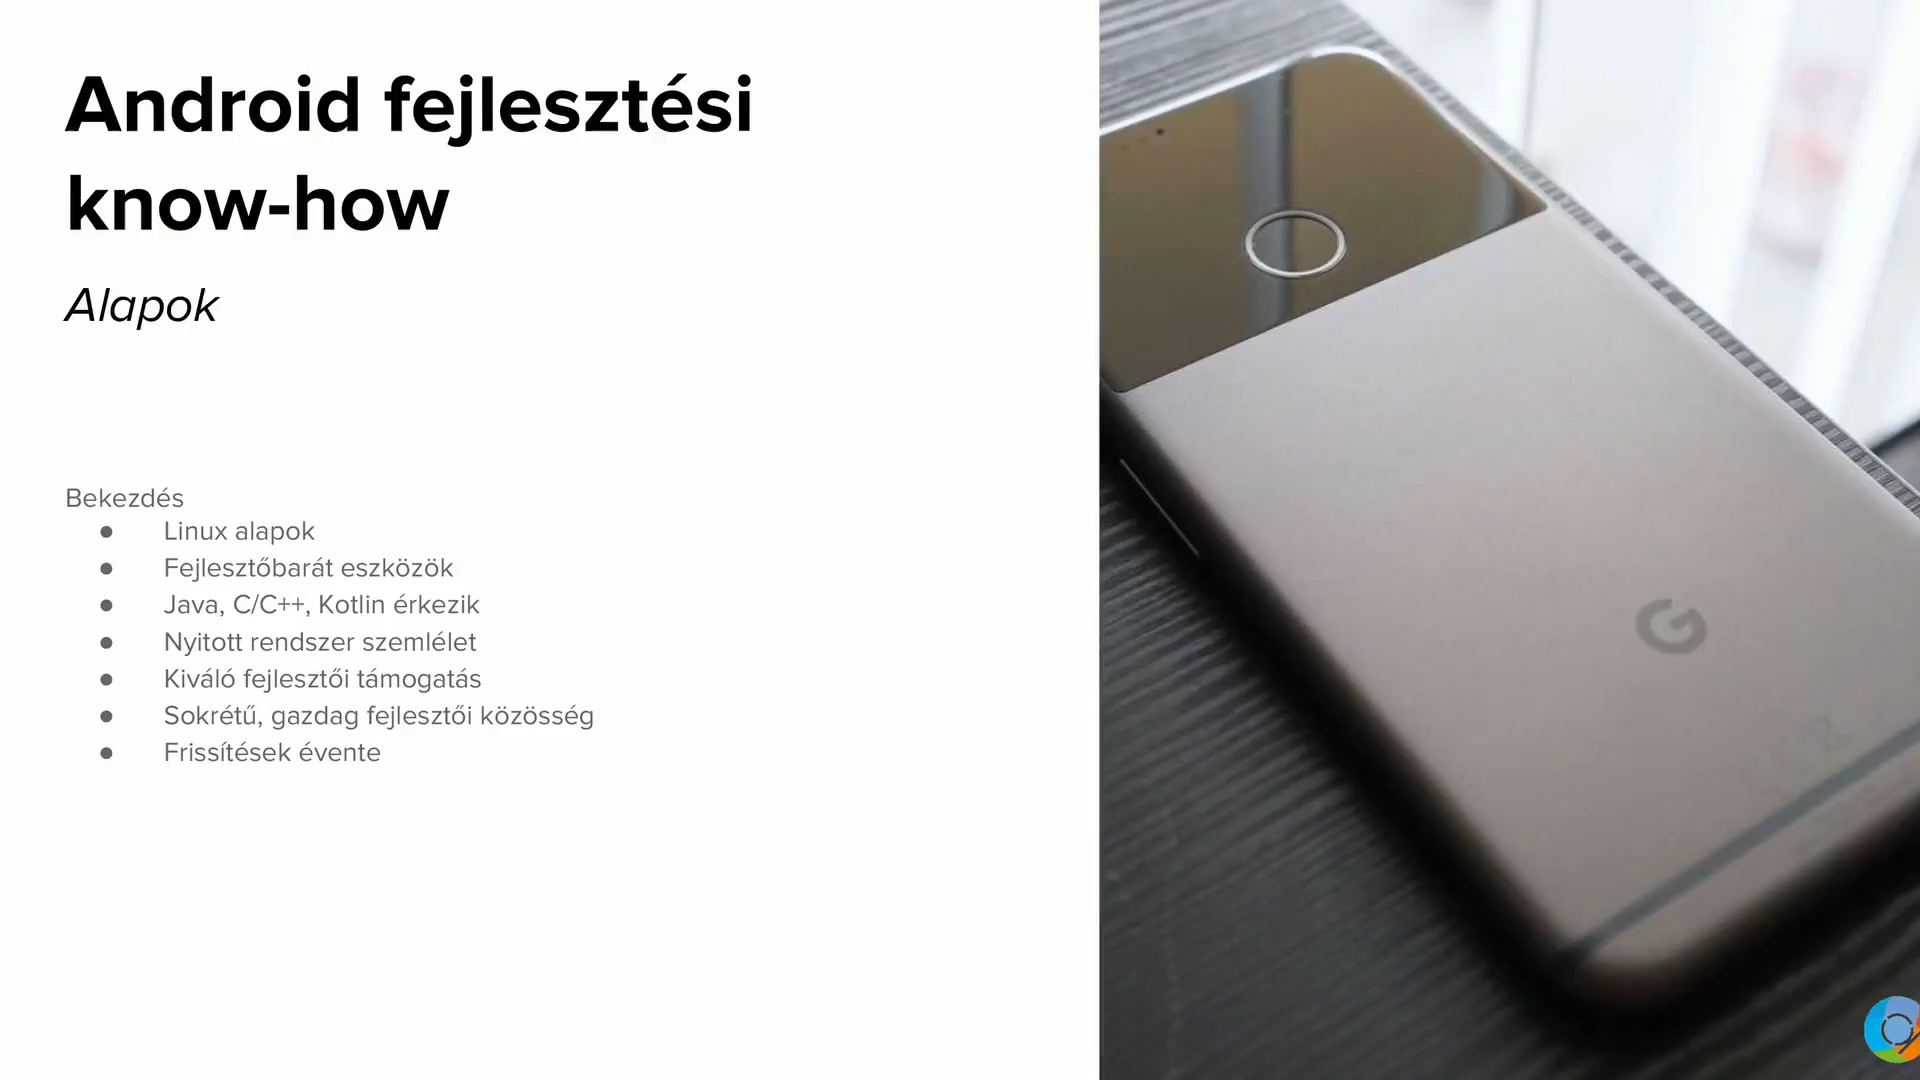 Android fejlesztési
know-how
Alapok
Bekezdés
● Linux alapok
● Fejlesztőbarát eszközök
● Java, C/C++, Kotlin érkezik
● Nyitott rendszer szemlélet
● Kiváló fejlesztői támogatás
● Sokrétű, gazdag fejlesztői közösség
● Frissítések évente
G